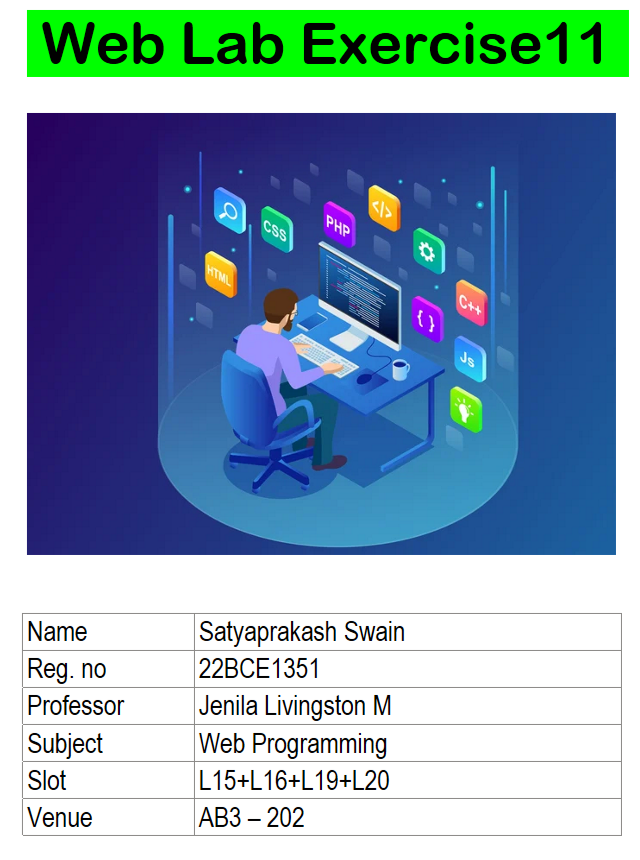 Web Lab Exercise11
CSS
PHP
</>
HTML
{ }
C++
Js
Name Satyaprakash Swain
Reg. no 22BCE1351
Professor Jenila Livingston M
Subject Web Programming
Slot L15+L16+L19+L20
Venue AB3 – 202